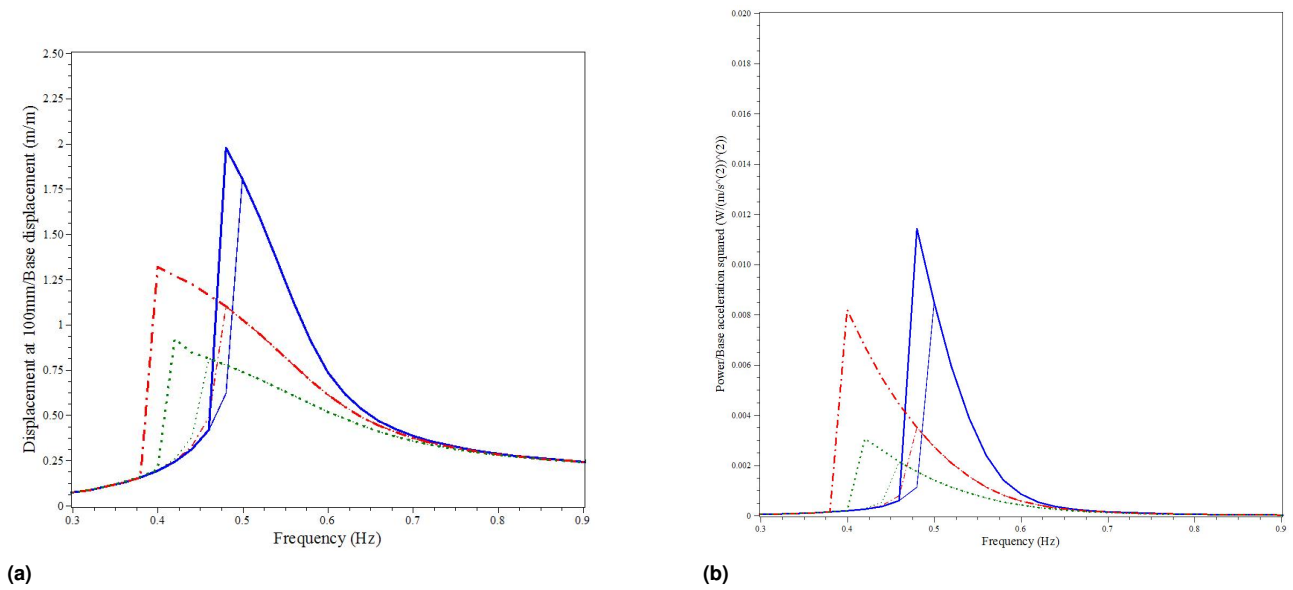 2.50
2.25
2
1.75
1.50
1.25
1
0.75
0.50
0.25
0
Displacement at 100mm/Base displacement (m/m)
0.3 0.4 0.5 0.6 0.7 0.8 0.9
Frequency (Hz)
(a)
0.020
0.018
0.016
0.014
0.012
0.010
0.008
0.006
0.004
0.002
0
Power/Base acceleration squared (W/(m/s^(2))^(2))
0.3 0.4 0.5 0.6 0.7 0.8 0.9
Frequency (Hz)
(b)